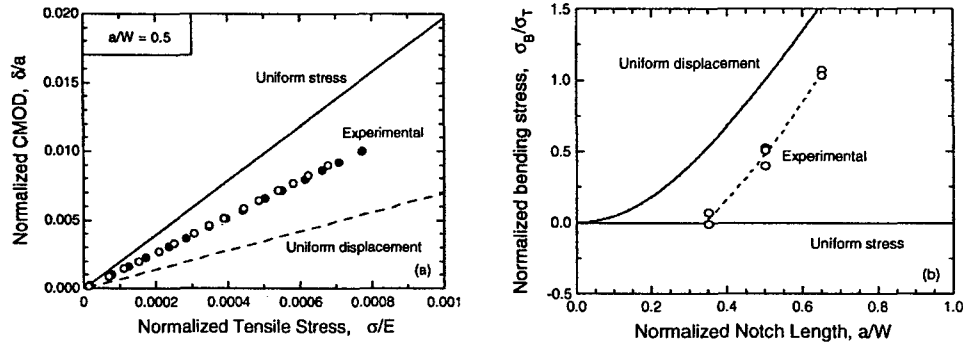 0.020
a/W = 0.5
0.015
Uniform stress
Normalized CMOD, δ/a
0.010
Experimental
0.005
Uniform displacement
(a)
0.000
0 0.0002 0.0004 0.0006 0.0008 0.001
Normalized Tensile Stress, σ/E
1.5
Uniform displacement
1.0
Normalized bending stress, σB/σT
0.5
Experimental
0.0
Uniform stress
(b)
-0.5
0.0 0.2 0.4 0.6 0.8 1.0
Normalized Notch Length, a/W